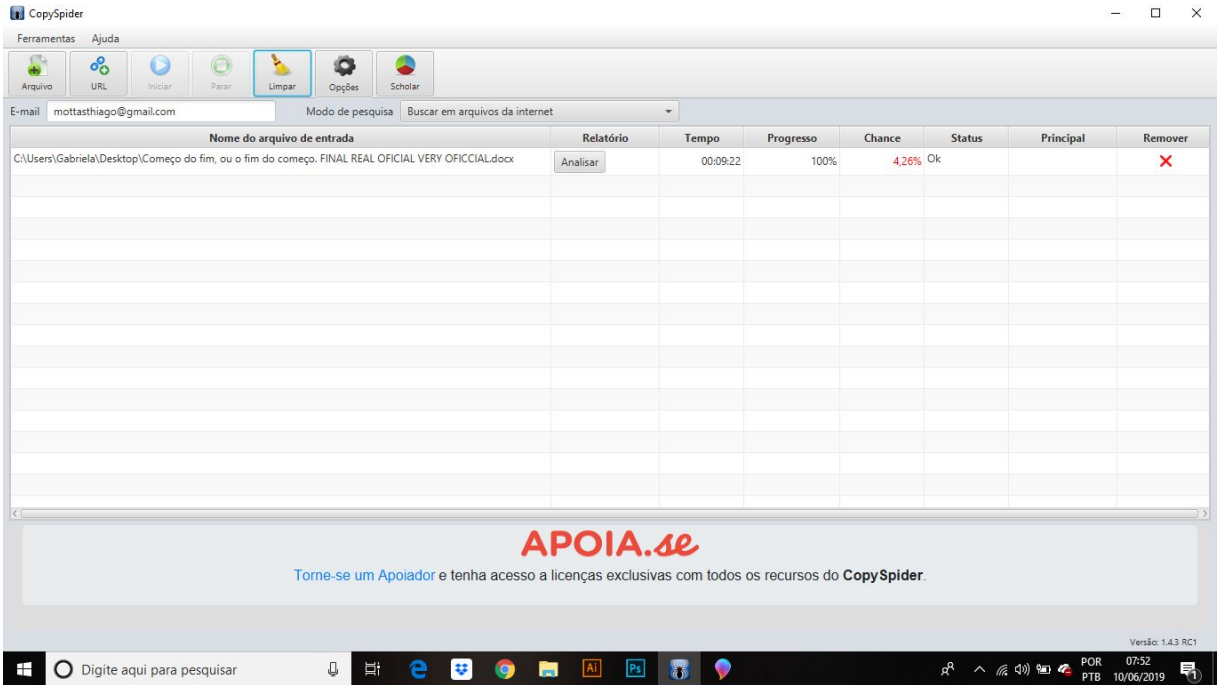 CopySpider
Ferramentas Ajuda
Arquivo URL Iniciar Parar Limpar Opções Scholar
E-mail mottasthiago@gmail.com Modo de pesquisa Buscar em arquivos da internet
Nome do arquivo de entrada Relatório Tempo Progresso Chance Status Principal Remover
C:\Users\Gabriela\Desktop\Começo do fim, ou o fim do começo. FINAL REAL OFICIAL VERY OFICCIAL.docx Analisar 00:09:22 100% 4,26% Ok
APOIA.se
Torne-se um Apoiador e tenha acesso a licenças exclusivas com todos os recursos do CopySpider.
Versão: 1.4.3 RC1
Digite aqui para pesquisar Ai Ps POR 07:52
PTB 10/06/2019 1